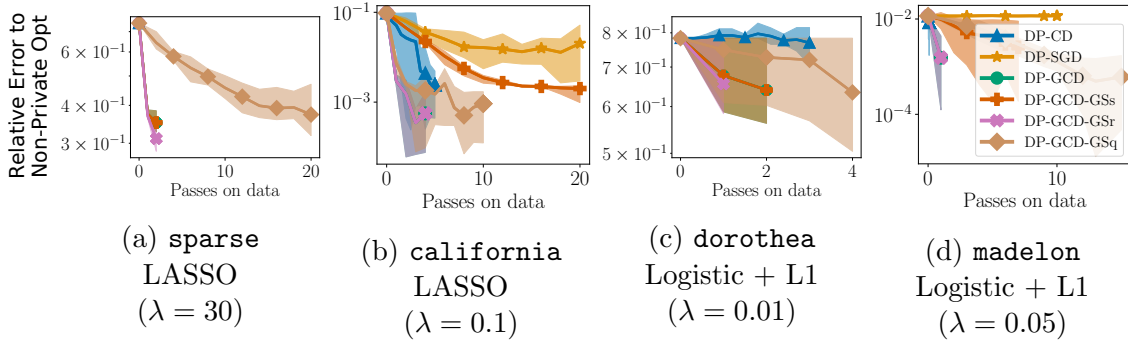 Relative Error to
Non-Private Opt
6 × 10⁻¹
4 × 10⁻¹
3 × 10⁻¹
0
10
20
Passes on data
10⁻¹
10⁻³
0
10
20
Passes on data
8 × 10⁻¹
7 × 10⁻¹
6 × 10⁻¹
5 × 10⁻¹
0
2
4
Passes on data
10⁻²
10⁻⁴
0
10
Passes on data
DP-CD
DP-SGD
DP-GCD
DP-GCD-GSs
DP-GCD-GSr
DP-GCD-GSq
(a) sparse
LASSO
(λ = 30)
(b) california
LASSO
(λ = 0.1)
(c) dorothea
Logistic + L1
(λ = 0.01)
(d) madelon
Logistic + L1
(λ = 0.05)